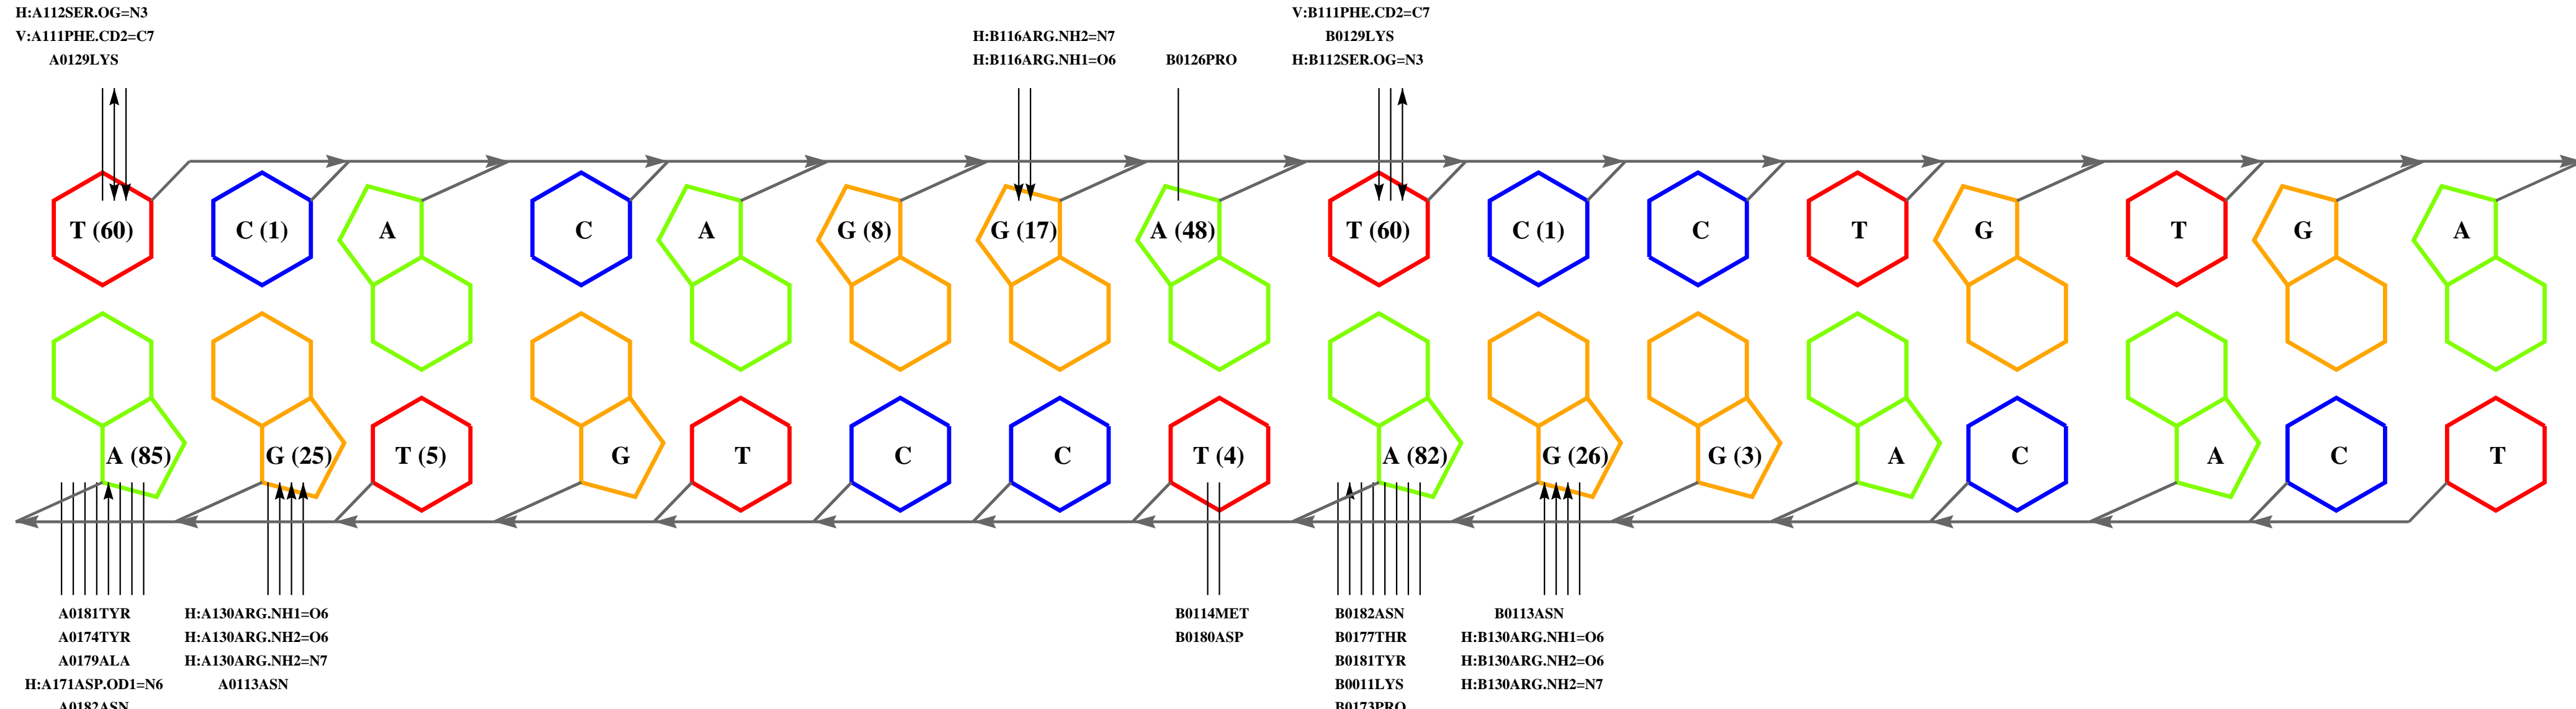 H:A112SER.OG=N3
V:A111PHE.CD2=C7
A0129LYS
H:B116ARG.NH2=N7
H:B116ARG.NH1=O6
B0126PRO
V:B111PHE.CD2=C7
B0129LYS
H:B112SER.OG=N3
T (60) C (1) A C A G (8) G (17) A (48) T (60) C (1) C T G T G A
A (85) G (25) T (5) G T C C T (4) A (82) G (26) G (3) A C A C T
A0181TYR
A0174TYR
A0179ALA
H:A171ASP.OD1=N6
A0182ASN
H:A130ARG.NH1=O6
H:A130ARG.NH2=O6
H:A130ARG.NH2=N7
A0113ASN
B0114MET
B0180ASP
B0182ASN
B0177THR
B0181TYR
B0011LYS
B0173PRO
B0113ASN
H:B130ARG.NH1=O6
H:B130ARG.NH2=O6
H:B130ARG.NH2=N7